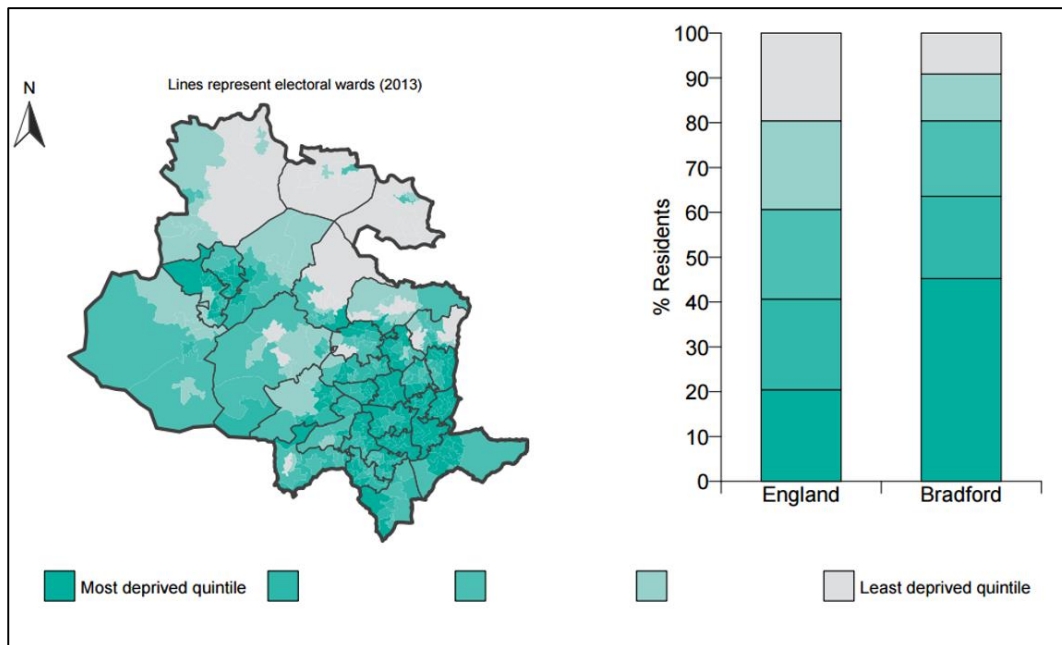 Lines represent electoral wards (2013)
N
% Residents
100
90
80
70
60
50
40
30
20
10
0
England
Bradford
Most deprived quintile
Least deprived quintile